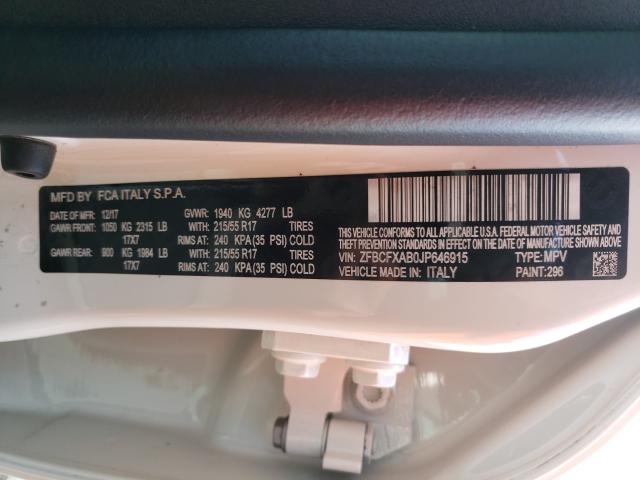 MFD BY FCA ITALY S.P.A.
DATE OF MFR: 12/17 GVWR: 1940 KG 4277 LB
GAWR FRONT: 1050 KG 2315 LB WITH: 215/55 R17 TIRES
17X7 RIMS AT: 240 KPA(35 PSI) COLD
GAWR REAR: 900 KG 1984 LB WITH: 215/55 R17 TIRES
17X7 RIMS AT: 240 KPA (35 PSI) COLD
THIS VEHICLE CONFORMS TO ALL APPLICABLE U.S.A. FEDERAL MOTOR VEHICLE SAFETY,
BUMPER AND THEFT PREVENTION STANDARDS IN EFFECT ON THE DATE OF MANUFACTURE SHOWN ABOVE.
VIN: ZFBCFXAB0JP646915 TYPE: MPV
VEHICLE MADE IN ITALY PAINT: 296